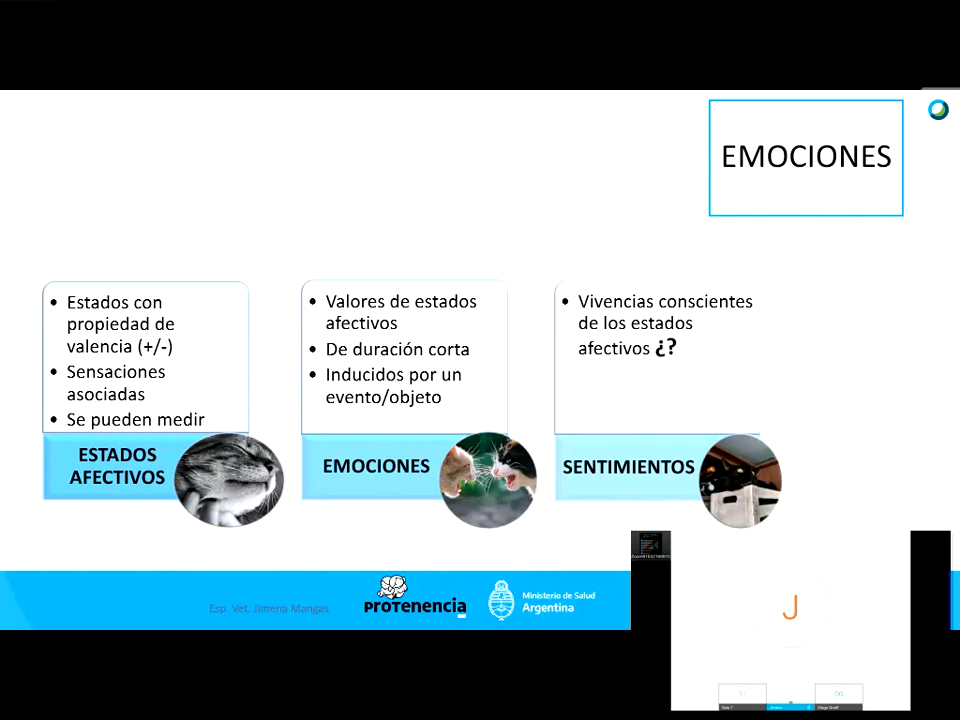 EMOCIONES
• Estados con
propiedad de
valencia (+/-)
• Sensaciones
asociadas
• Se pueden medir
ESTADOS
AFECTIVOS
• Valores de estados
afectivos
• De duración corta
• Inducidos por un
evento/objeto
EMOCIONES
• Vivencias conscientes
de los estados
afectivos ¿?
SENTIMIENTOS
Esp. Vet. Jimena Mangas
PROTENENCIA
Ministerio de Salud
Argentina
J